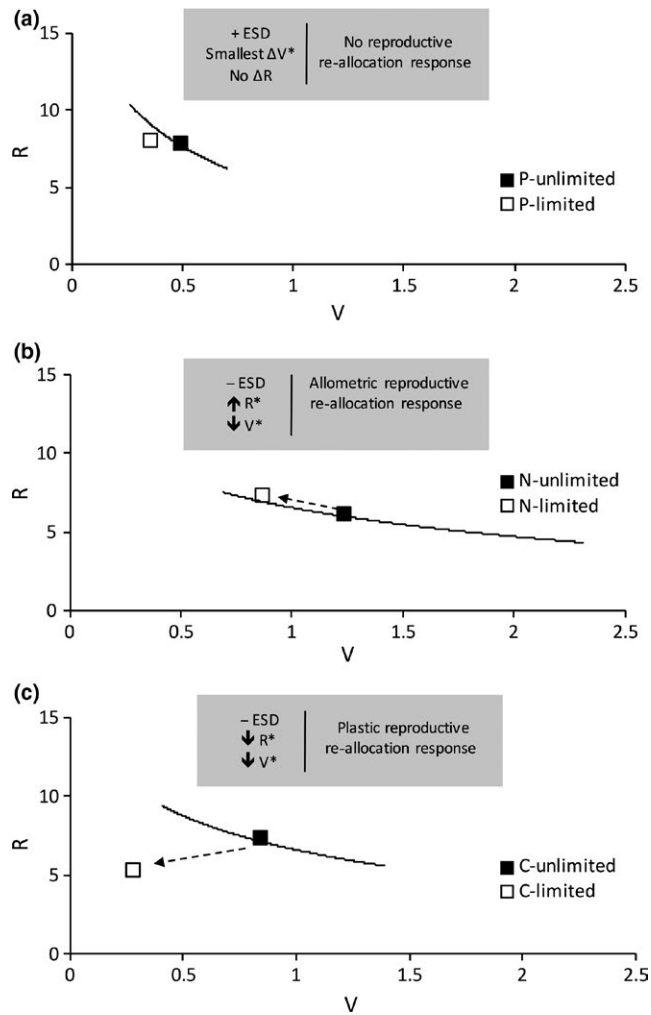 (a)
15
10
5
0
R
+ ESD
Smallest ΔV*
No ΔR
No reproductive
re-allocation response
P-unlimited
P-limited
0 0.5 1 1.5 2 2.5
V
(b)
15
10
5
0
R
– ESD
↑ R*
↓ V*
Allometric reproductive
re-allocation response
N-unlimited
N-limited
0 0.5 1 1.5 2 2.5
V
(c)
15
10
5
0
R
– ESD
↓ R*
↓ V*
Plastic reproductive
re-allocation response
C-unlimited
C-limited
0 0.5 1 1.5 2 2.5
V